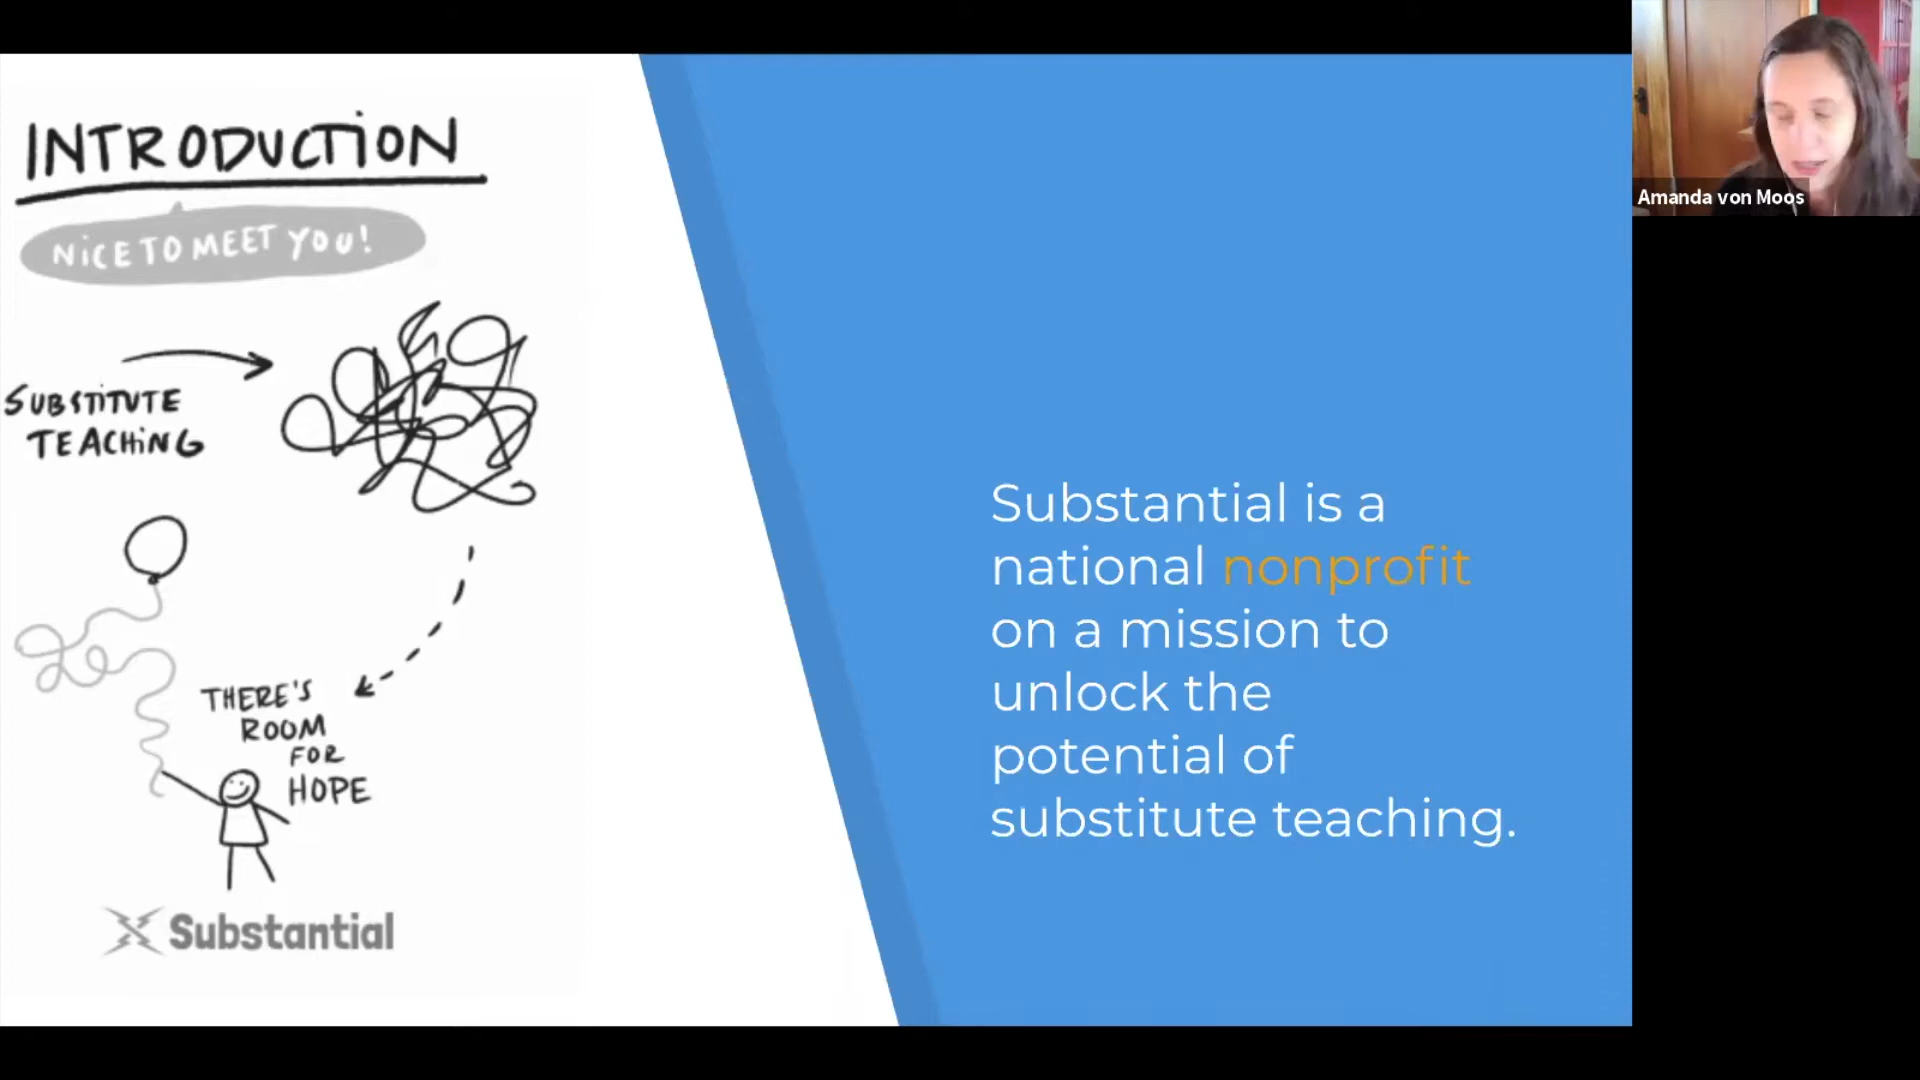 INTRODUCTION
NICE TO MEET YOU!
SUBSTITUTE
TEACHING
THERE'S
ROOM
FOR
HOPE
Substantial
Substantial is a
national nonprofit
on a mission to
unlock the
potential of
substitute teaching.
Amanda von Moos